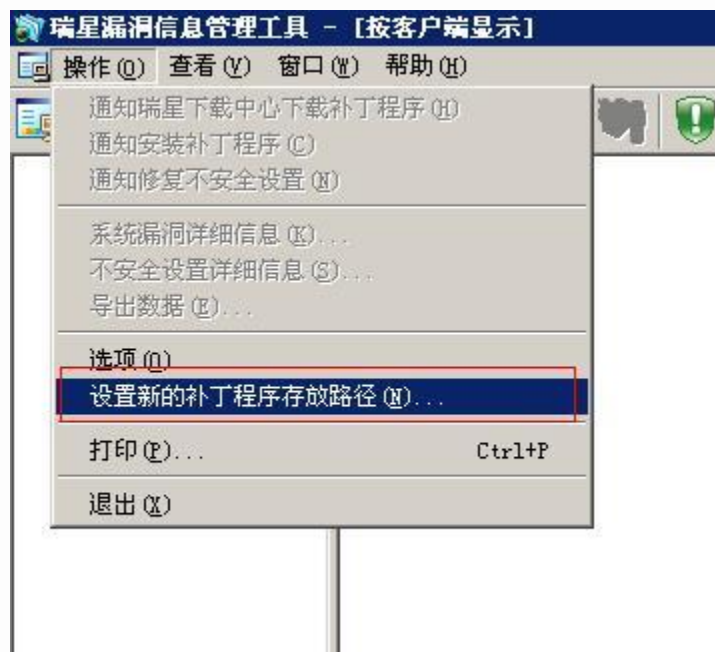 瑞星漏洞信息管理工具 - [按客户端显示]
操作(O) 查看(V) 窗口(W) 帮助(H)
通知瑞星下载中心下载补丁程序(H)
通知安装补丁程序(C)
通知修复不安全设置(N)
系统漏洞详细信息(K)...
不安全设置详细信息(S)...
导出数据(E)...
选项(O)
设置新的补丁程序存放路径(N)...
打印(P)... Ctrl+P
退出(X)